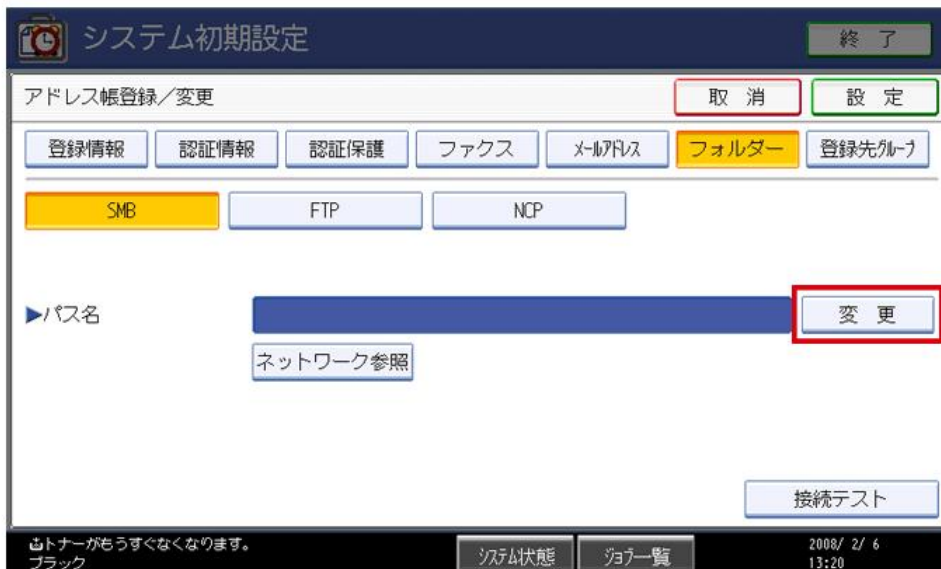 システム初期設定
終 了
アドレス帳登録／変更
取 消
設 定
登録情報
認証情報
認証保護
ファクス
ﾒｰﾙｱﾄﾞﾚｽ
フォルダー
登録先ｸﾞﾙｰﾌﾟ
SMB
FTP
NCP
▶パス名
変 更
ネットワーク参照
接続テスト
トナーがもうすぐなくなります。
ブラック
ｼｽﾃﾑ状態
ｼﾞｮﾌﾞ一覧
2008/ 2/ 6
13:20